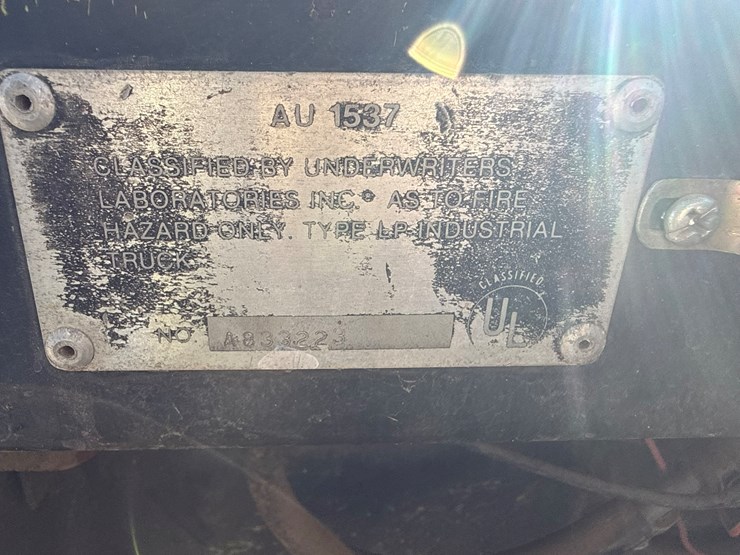 AU 1537
CLASSIFIED BY UNDERWRITERS
LABORATORIES INC.® AS TO FIRE
HAZARD ONLY. TYPE LP INDUSTRIAL
TRUCK
CLASSIFIED
UL
NO. A833223